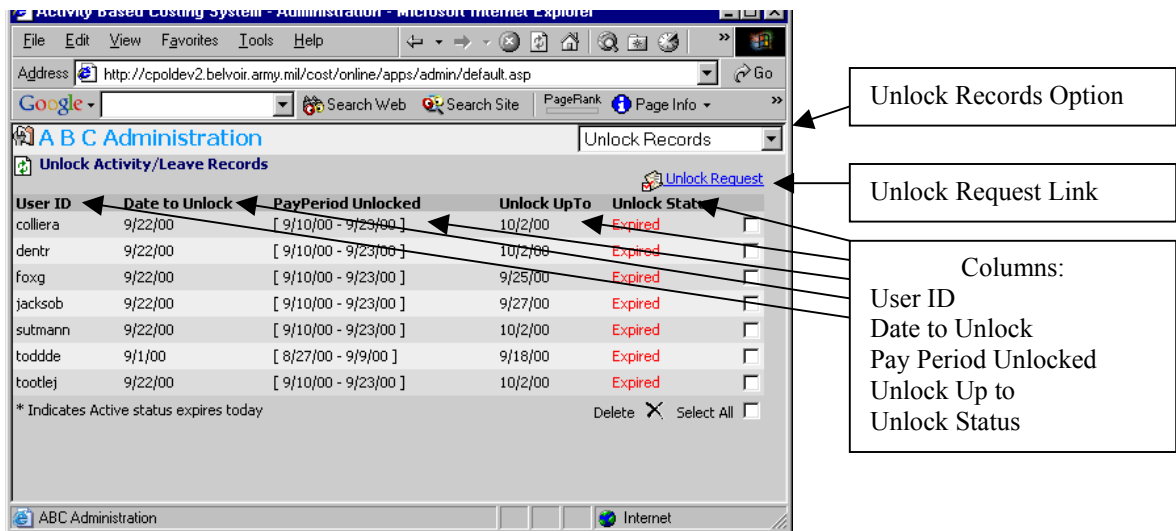 Activity Based Costing System - Administration - Microsoft Internet Explorer
File Edit View Favorites Tools Help »
Address http://cpoldev2.belvoir.army.mil/cost/online/apps/admin/default.asp Go
Google Search Web Search Site PageRank Page Info »
A B C Administration Unlock Records
Unlock Activity/Leave Records
Unlock Request
User ID Date to Unlock PayPeriod Unlocked Unlock UpTo Unlock Status
colliera 9/22/00 [ 9/10/00 - 9/23/00 ] 10/2/00 Expired
dentr 9/22/00 [ 9/10/00 - 9/23/00 ] 10/2/00 Expired
foxg 9/22/00 [ 9/10/00 - 9/23/00 ] 9/25/00 Expired
jacksob 9/22/00 [ 9/10/00 - 9/23/00 ] 9/27/00 Expired
sutmann 9/22/00 [ 9/10/00 - 9/23/00 ] 10/2/00 Expired
toddde 9/1/00 [ 8/27/00 - 9/9/00 ] 9/18/00 Expired
tootlej 9/22/00 [ 9/10/00 - 9/23/00 ] 10/2/00 Expired
* Indicates Active status expires today Delete Select All
ABC Administration Internet
Unlock Records Option
Unlock Request Link
Columns:
User ID
Date to Unlock
Pay Period Unlocked
Unlock Up to
Unlock Status